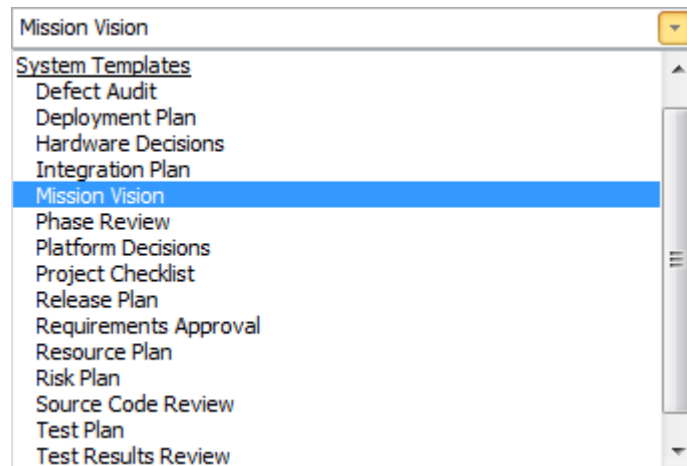 Mission Vision
System Templates
Defect Audit
Deployment Plan
Hardware Decisions
Integration Plan
Mission Vision
Phase Review
Platform Decisions
Project Checklist
Release Plan
Requirements Approval
Resource Plan
Risk Plan
Source Code Review
Test Plan
Test Results Review